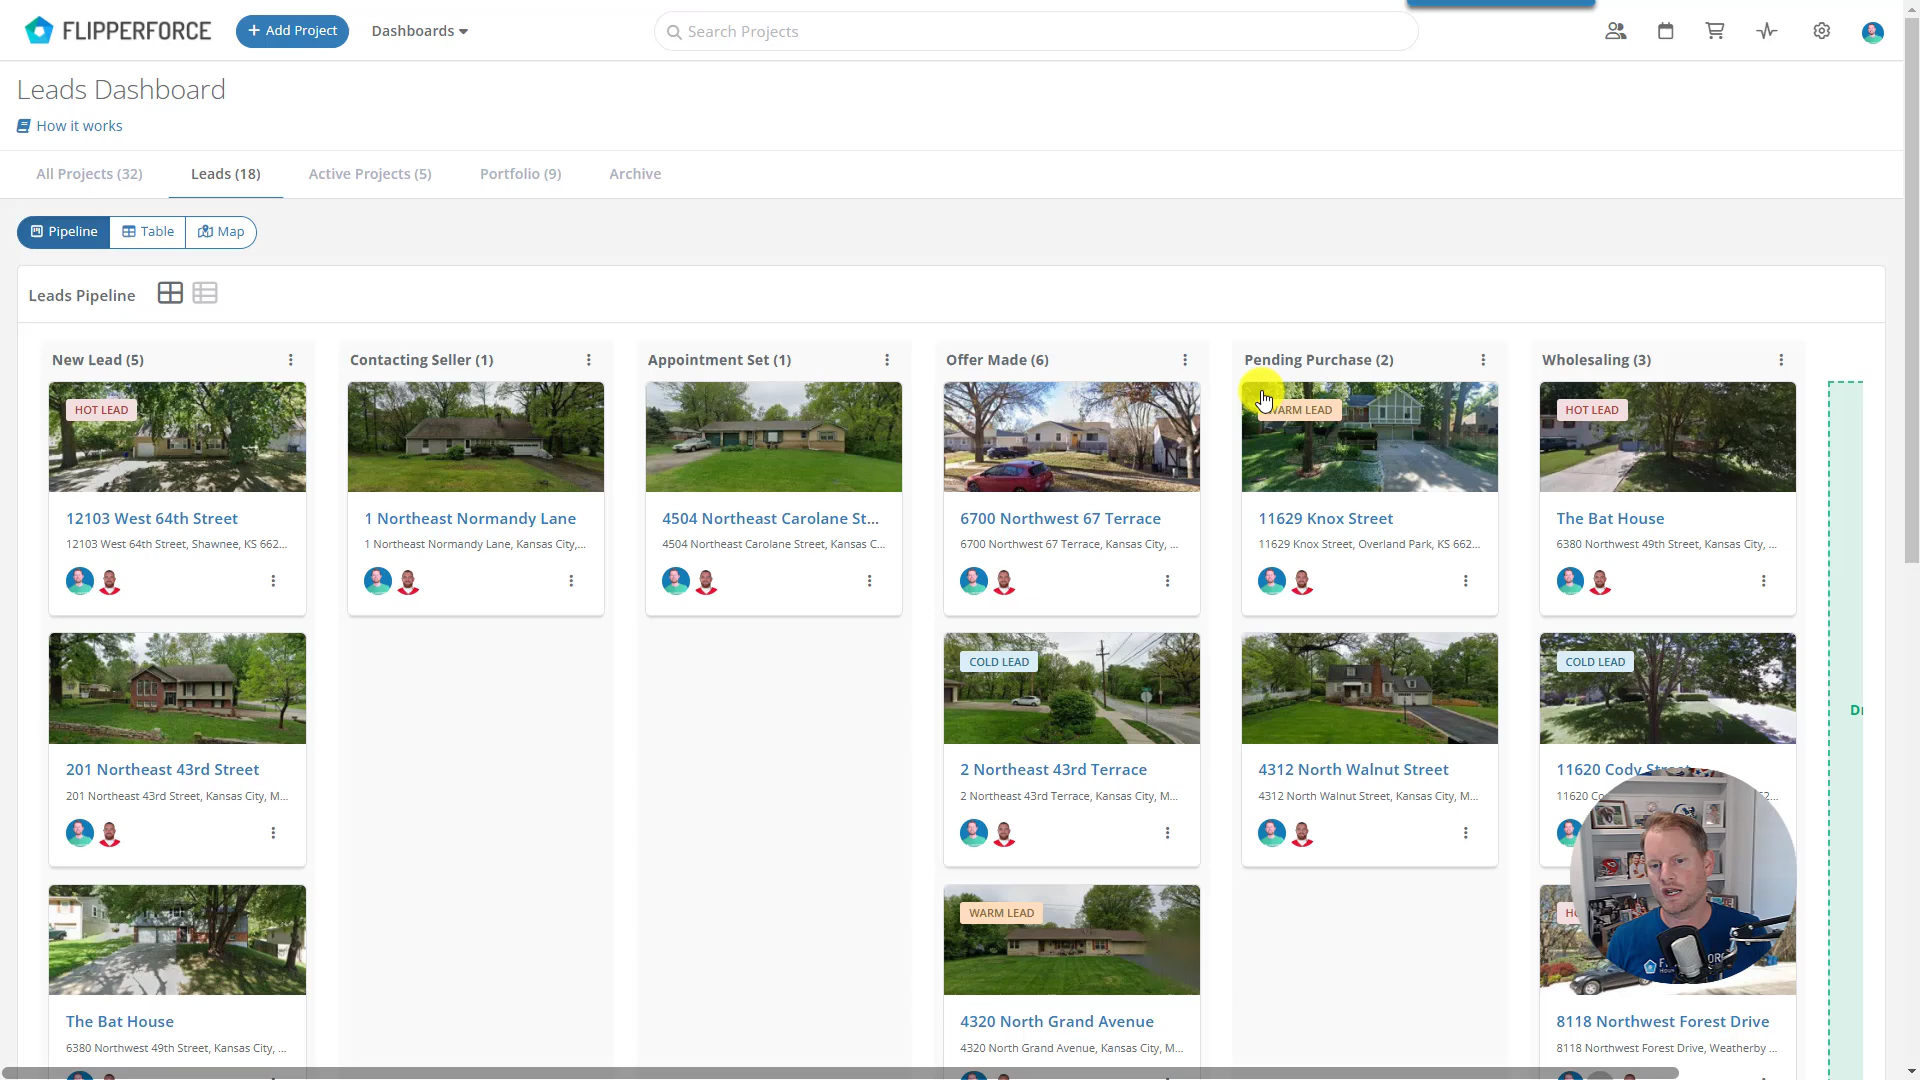 FLIPPERFORCE
+ Add Project
Dashboards
Search Projects
Leads Dashboard
How it works
All Projects (32)
Leads (18)
Active Projects (5)
Portfolio (9)
Archive
Pipeline
Table
Map
Leads Pipeline
New Lead (5)
HOT LEAD
12103 West 64th Street
12103 West 64th Street, Shawnee, KS 662...
201 Northeast 43rd Street
201 Northeast 43rd Street, Kansas City, M...
The Bat House
6380 Northwest 49th Street, Kansas City, ...
Contacting Seller (1)
1 Northeast Normandy Lane
1 Northeast Normandy Lane, Kansas City,...
Appointment Set (1)
4504 Northeast Carolane St...
4504 Northeast Carolane Street, Kansas C...
Offer Made (6)
6700 Northwest 67 Terrace
6700 Northwest 67 Terrace, Kansas City, ...
COLD LEAD
2 Northeast 43rd Terrace
2 Northeast 43rd Terrace, Kansas City, M...
WARM LEAD
4320 North Grand Avenue
4320 North Grand Avenue, Kansas City, M...
Pending Purchase (2)
WARM LEAD
11629 Knox Street
11629 Knox Street, Overland Park, KS 662...
4312 North Walnut Street
4312 North Walnut Street, Kansas City, M...
Wholesaling (3)
HOT LEAD
The Bat House
6380 Northwest 49th Street, Kansas City, ...
COLD LEAD
11620 Cody Street
11620
8118 Northwest Forest Drive
8118 Northwest Forest Drive, Weatherby ...